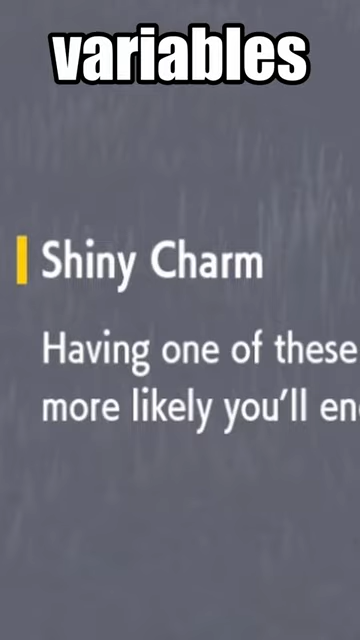 variables
Shiny Charm
Having one of these
more likely you'll en